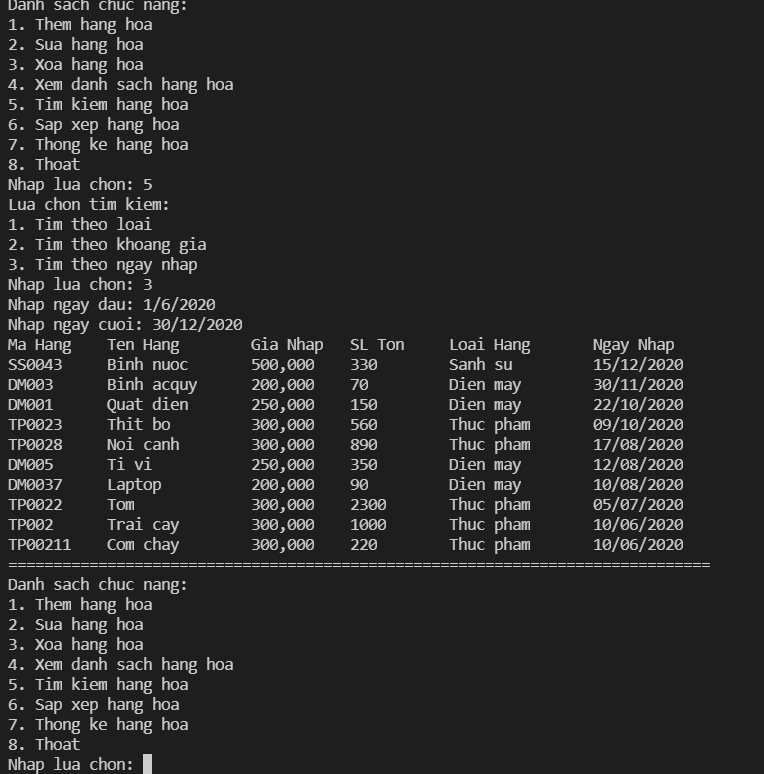 Danh sach chuc nang:
1. Them hang hoa
2. Sua hang hoa
3. Xoa hang hoa
4. Xem danh sach hang hoa
5. Tim kiem hang hoa
6. Sap xep hang hoa
7. Thong ke hang hoa
8. Thoat
Nhap lua chon: 5
Lua chon tim kiem:
1. Tim theo loai
2. Tim theo khoang gia
3. Tim theo ngay nhap
Nhap lua chon: 3
Nhap ngay dau: 1/6/2020
Nhap ngay cuoi: 30/12/2020
Ma Hang    Ten Hang        Gia Nhap   SL Ton     Loai Hang       Ngay Nhap
SS0043     Binh nuoc       500,000    330        Sanh su         15/12/2020
DM003      Binh acquy      200,000    70         Dien may        30/11/2020
DM001      Quat dien       250,000    150        Dien may        22/10/2020
TP0023     Thit bo         300,000    560        Thuc pham       09/10/2020
TP0028     Noi canh        300,000    890        Thuc pham       17/08/2020
DM005      Ti vi           250,000    350        Dien may        12/08/2020
DM0037     Laptop          200,000    90         Dien may        10/08/2020
TP0022     Tom             300,000    2300       Thuc pham       05/07/2020
TP002      Trai cay        300,000    1000       Thuc pham       10/06/2020
TP00211    Com chay        300,000    220        Thuc pham       10/06/2020
==============================================================================
Danh sach chuc nang:
1. Them hang hoa
2. Sua hang hoa
3. Xoa hang hoa
4. Xem danh sach hang hoa
5. Tim kiem hang hoa
6. Sap xep hang hoa
7. Thong ke hang hoa
8. Thoat
Nhap lua chon: